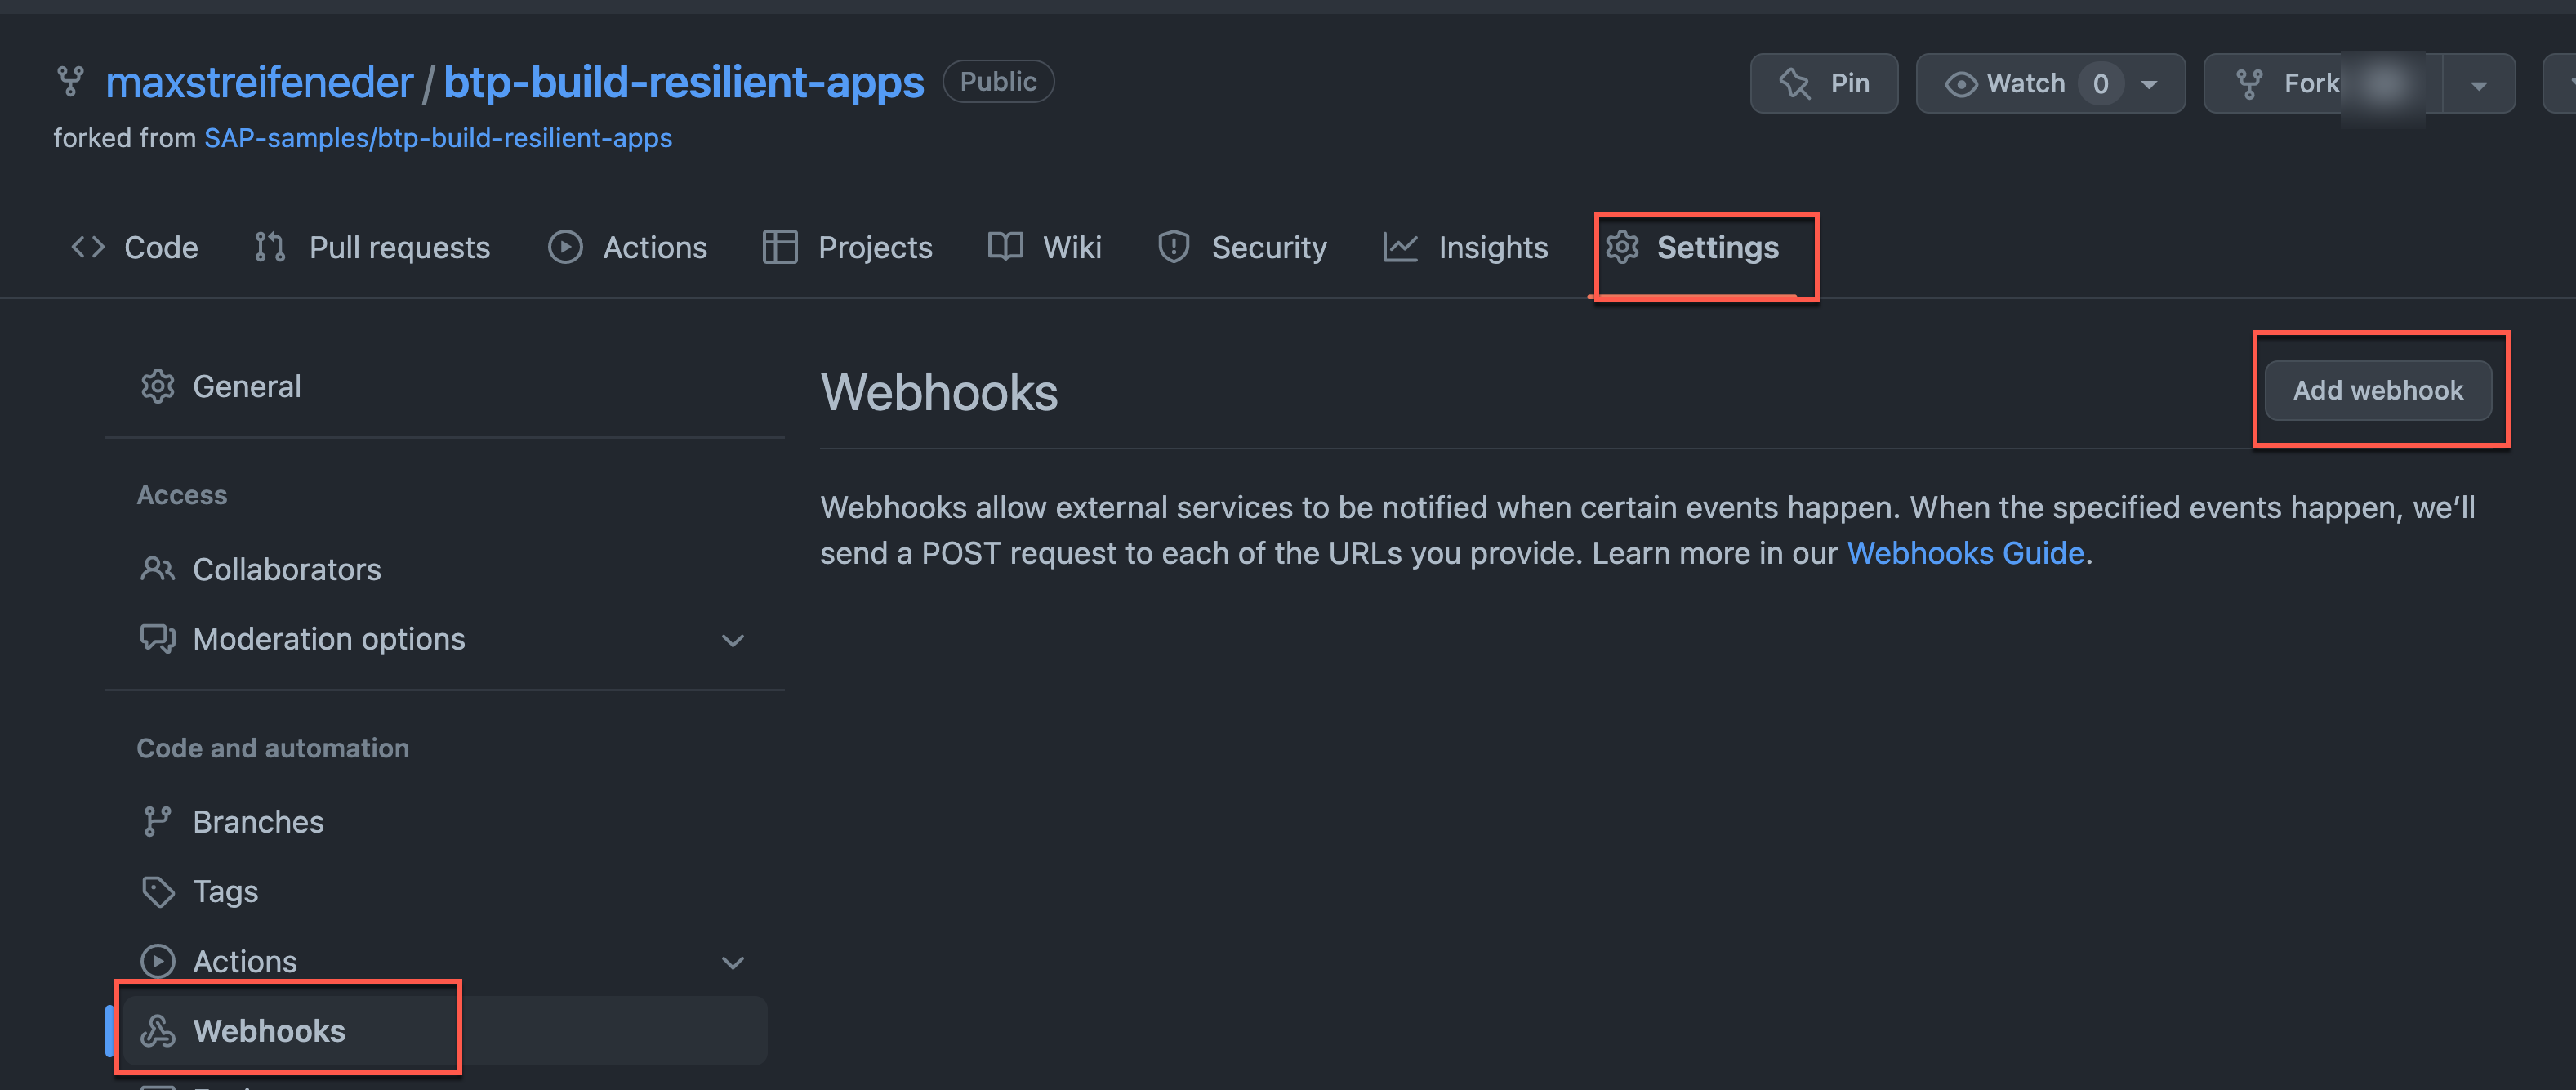 maxstreifeneder / btp-build-resilient-apps Public
Pin
Watch 0
Fork
forked from SAP-samples/btp-build-resilient-apps
Code
Pull requests
Actions
Projects
Wiki
Security
Insights
Settings
General
Access
Collaborators
Moderation options
Code and automation
Branches
Tags
Actions
Webhooks
Webhooks
Add webhook
Webhooks allow external services to be notified when certain events happen. When the specified events happen, we’ll
send a POST request to each of the URLs you provide. Learn more in our Webhooks Guide.